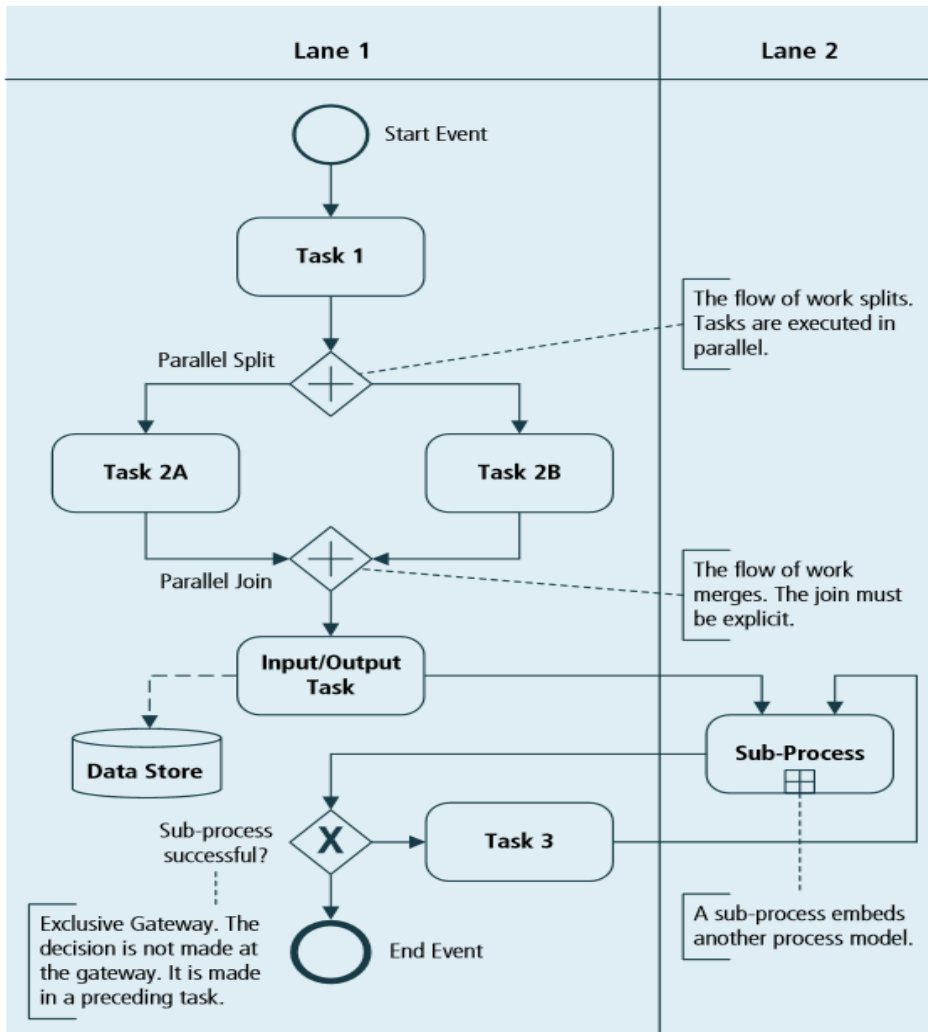 Lane 1
Lane 2
Start Event
Task 1
The flow of work splits.
Tasks are executed in
parallel.
Parallel Split
Task 2A
Task 2B
Parallel Join
The flow of work
merges. The join must
be explicit.
Input/Output
Task
Data Store
Sub-Process
Sub-process
successful?
X
Task 3
Exclusive Gateway. The
decision is not made at
the gateway. It is made
in a preceding task.
End Event
A sub-process embeds
another process model.